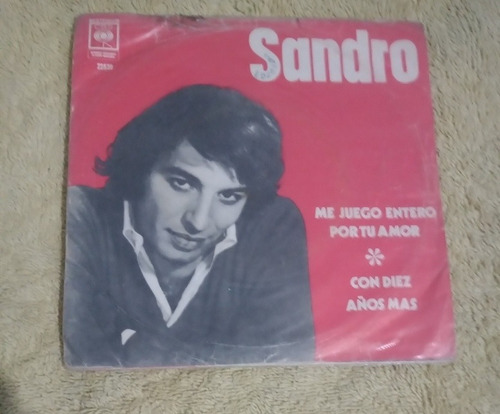 Sandro
ME JUEGO ENTERO
POR TU AMOR
CON DIEZ
AÑOS MAS